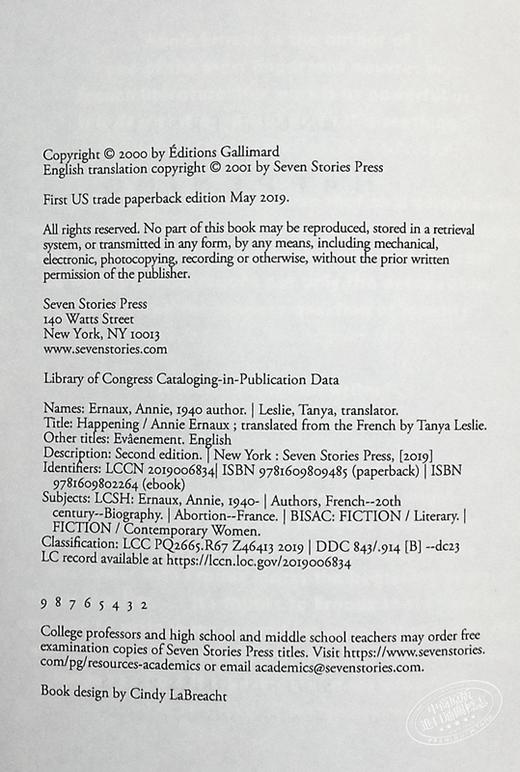 Copyright © 2000 by Éditions Gallimard
English translation copyright © 2001 by Seven Stories Press
First US trade paperback edition May 2019.
All rights reserved. No part of this book may be reproduced, stored in a retrieval
system, or transmitted in any form, by any means, including mechanical,
electronic, photocopying, recording or otherwise, without the prior written
permission of the publisher.
Seven Stories Press
140 Watts Street
New York, NY 10013
www.sevenstories.com
Library of Congress Cataloging-in-Publication Data
Names: Ernaux, Annie, 1940 author. | Leslie, Tanya, translator.
Title: Happening / Annie Ernaux ; translated from the French by Tanya Leslie.
Other titles: Evâenement. English
Description: Second edition. | New York : Seven Stories Press, [2019]
Identifiers: LCCN 2019006834| ISBN 9781609809485 (paperback) | ISBN
9781609802264 (ebook)
Subjects: LCSH: Ernaux, Annie, 1940- | Authors, French--20th
century--Biography. | Abortion--France. | BISAC: FICTION / Literary. |
FICTION / Contemporary Women.
Classification: LCC PQ2665.R67 Z46413 2019 | DDC 843/.914 [B] --dc23
LC record available at https://lccn.loc.gov/2019006834
9 8 7 6 5 4 3 2
College professors and high school and middle school teachers may order free
examination copies of Seven Stories Press titles. Visit https://www.sevenstories.
com/pg/resources-academics or email academics@sevenstories.com.
Book design by Cindy LaBreacht